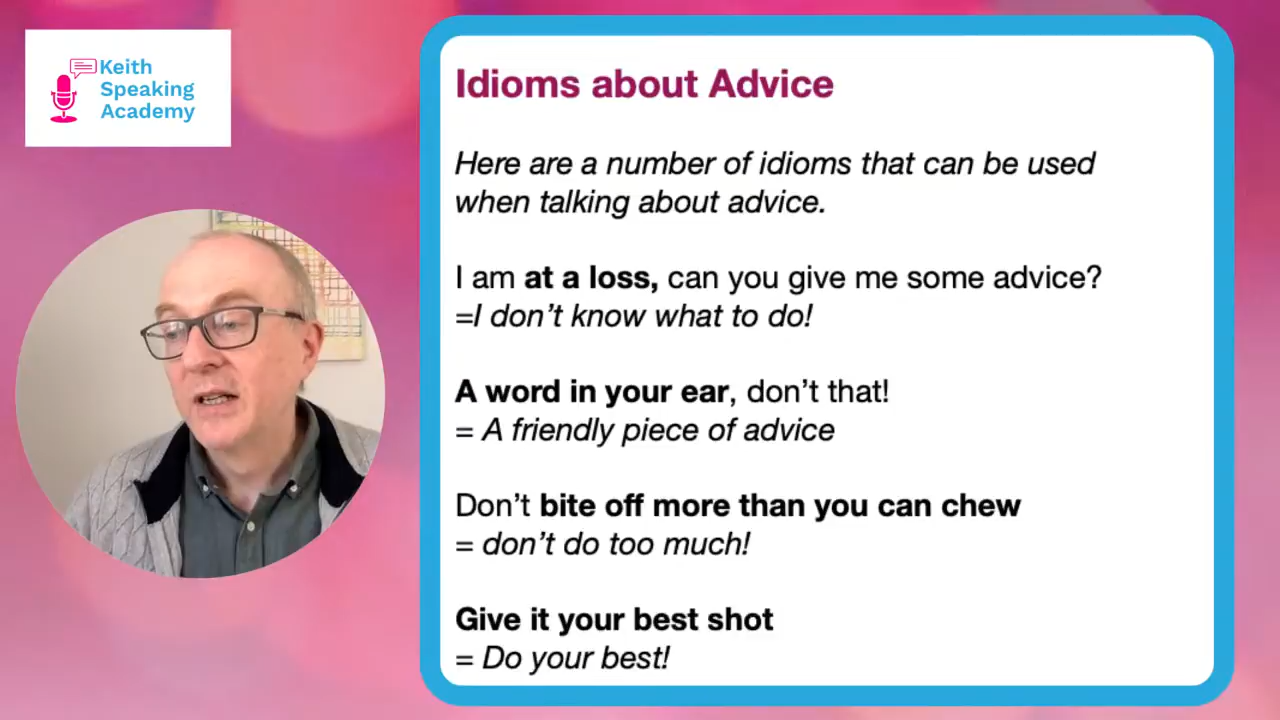 Keith
Speaking
Academy
Idioms about Advice
Here are a number of idioms that can be used
when talking about advice.
I am at a loss, can you give me some advice?
=I don’t know what to do!
A word in your ear, don’t that!
= A friendly piece of advice
Don’t bite off more than you can chew
= don’t do too much!
Give it your best shot
= Do your best!